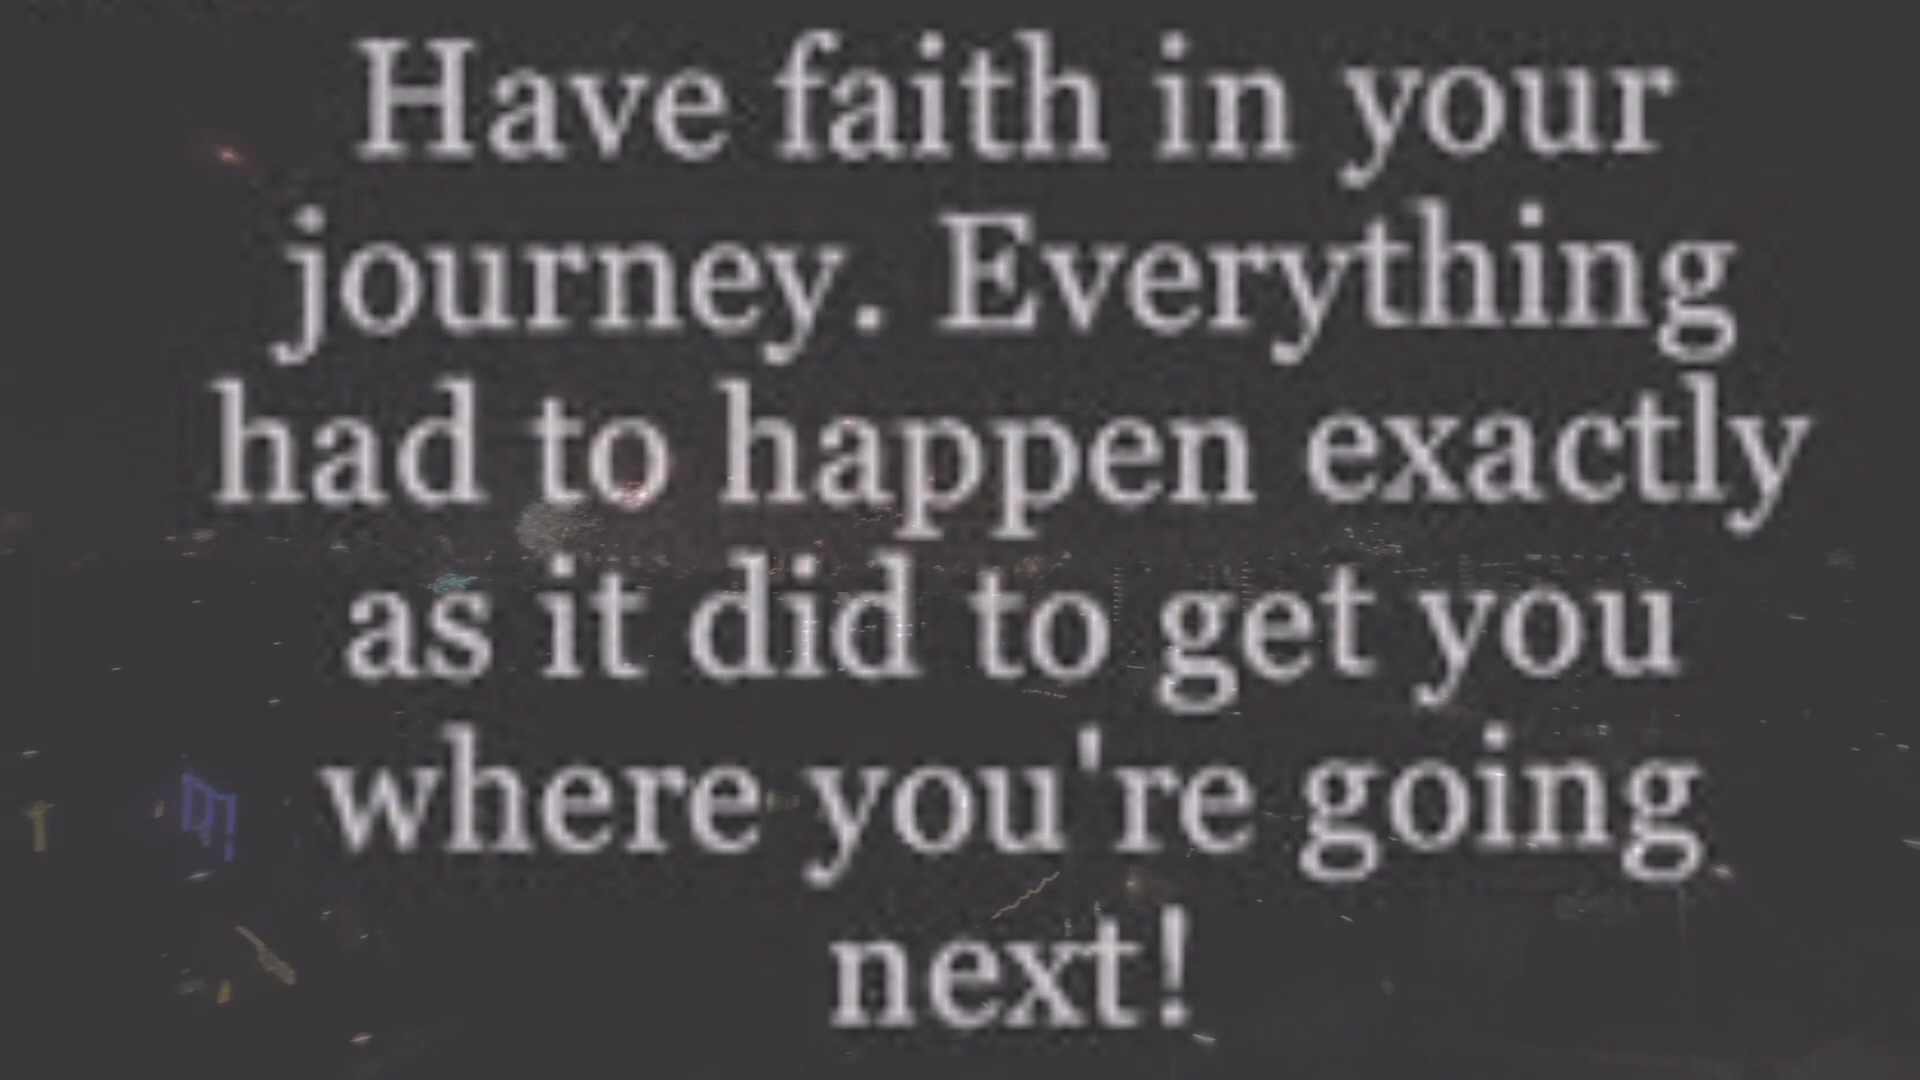 Have faith in your
journey. Everything
had to happen exactly
as it did to get you
where you're going
next!